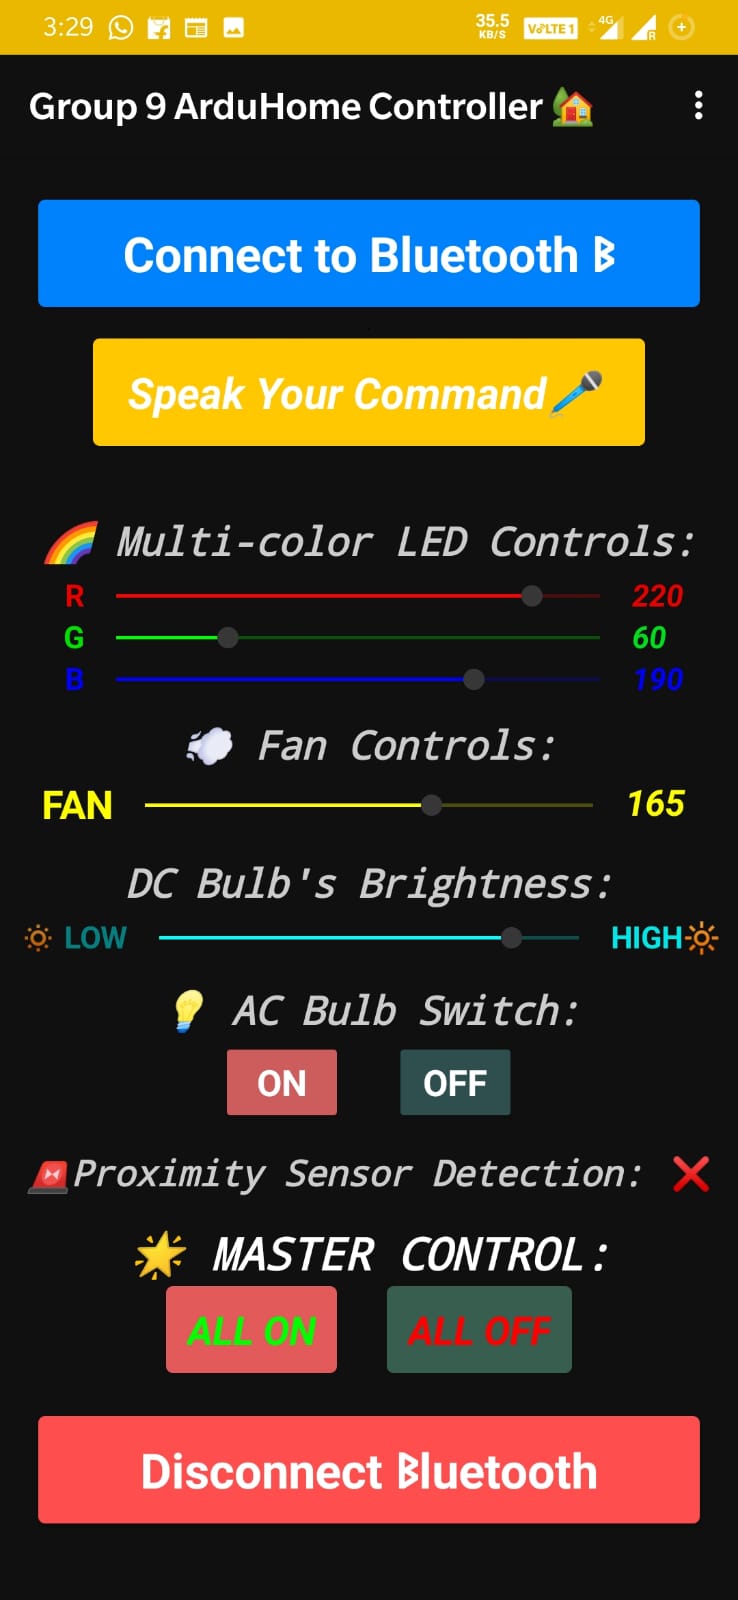 3:29 35.5 KB/S VoLTE 1 4G R
Group 9 ArduHome Controller 🏡
Connect to Bluetooth
Speak Your Command🎤
🌈 Multi-color LED Controls:
R 220
G 60
B 190
💨 Fan Controls:
FAN 165
DC Bulb's Brightness:
🔅 LOW HIGH🔆
💡 AC Bulb Switch:
ON OFF
🚨Proximity Sensor Detection: ❌
🌟 MASTER CONTROL:
ALL ON ALL OFF
Disconnect Bluetooth